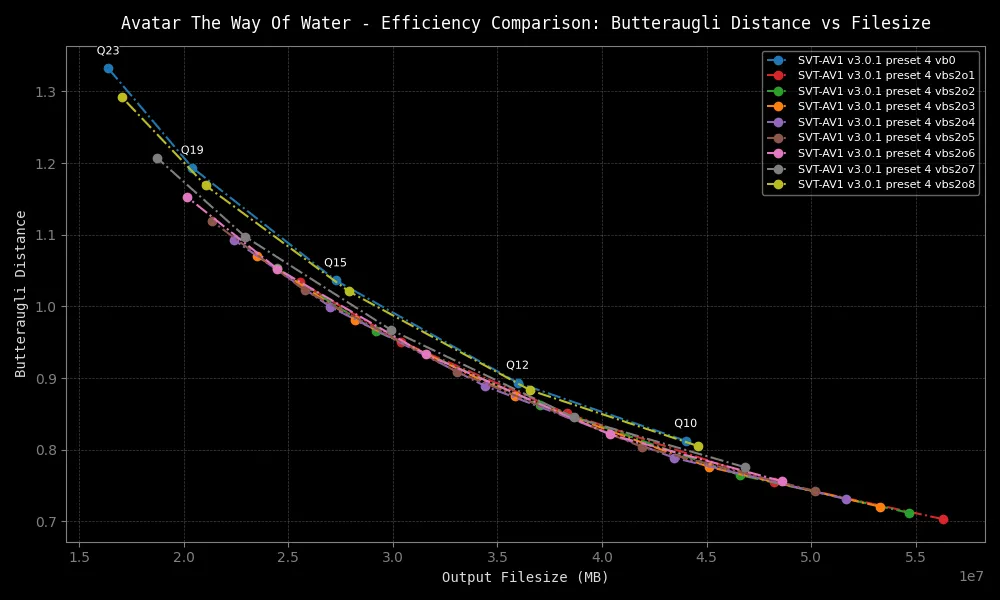 Avatar The Way Of Water - Efficiency Comparison: Butteraugli Distance vs Filesize
Q23
Q19
Q15
Q12
Q10
SVT-AV1 v3.0.1 preset 4 vb0
SVT-AV1 v3.0.1 preset 4 vbs2o1
SVT-AV1 v3.0.1 preset 4 vbs2o2
SVT-AV1 v3.0.1 preset 4 vbs2o3
SVT-AV1 v3.0.1 preset 4 vbs2o4
SVT-AV1 v3.0.1 preset 4 vbs2o5
SVT-AV1 v3.0.1 preset 4 vbs2o6
SVT-AV1 v3.0.1 preset 4 vbs2o7
SVT-AV1 v3.0.1 preset 4 vbs2o8
Butteraugli Distance
1.3
1.2
1.1
1.0
0.9
0.8
0.7
1.5 2.0 2.5 3.0 3.5 4.0 4.5 5.0 5.5
1e7
Output Filesize (MB)